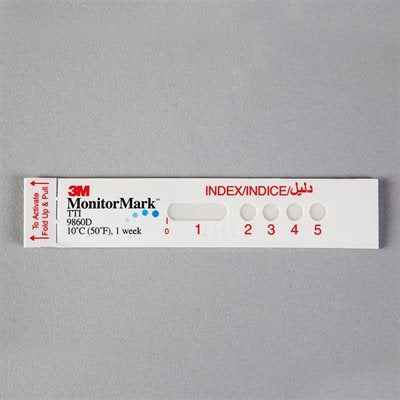 To Activate
Fold Up & Pull
3M
MonitorMark™
TTI
9860D
10°C (50°F), 1 week
INDEX/INDICE/دليل
0 1 2 3 4 5